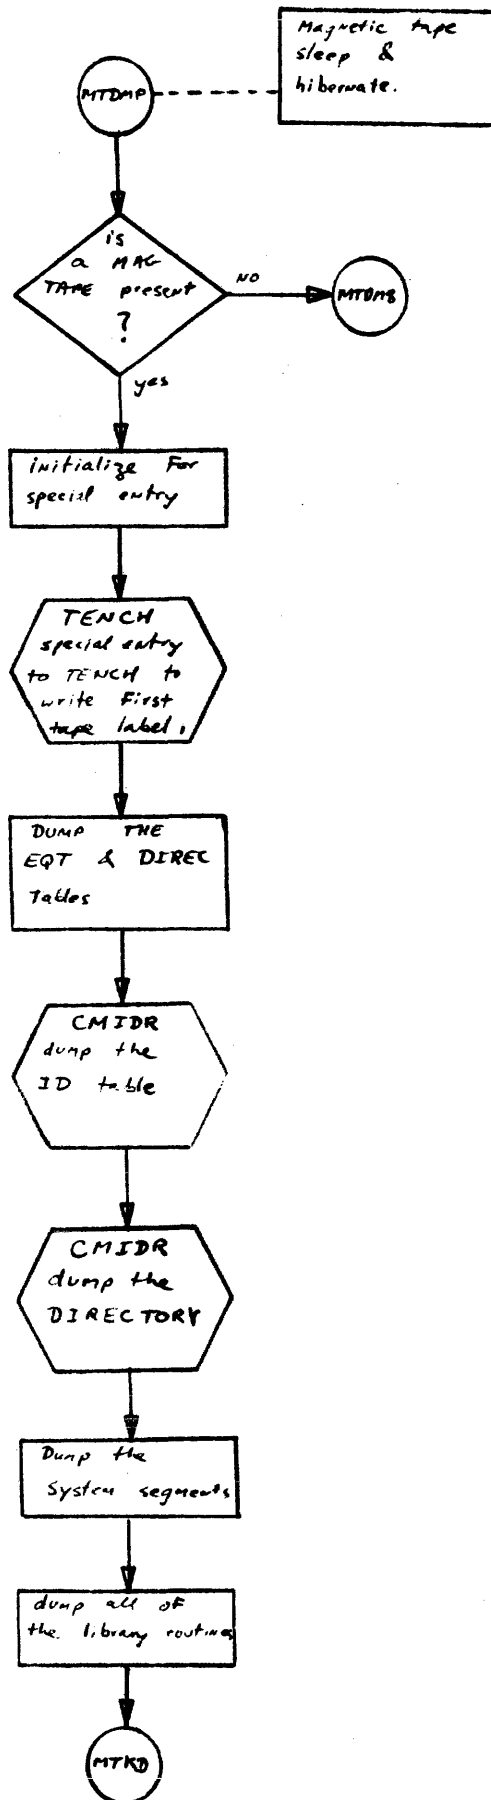 Magnetic tape
sleep &
hibernate.
MTDMP
is
a MAG
TAPE present
?
NO
MTDM8
yes
initialize For
special entry
TENCH
special entry
to TENCH to
write First
tape label.
DUMP THE
EQT & DIREC
Tables
CMIDR
dump the
ID table
CMIDR
dump the
DIRECTORY
Dump the
System segments
dump all of
the library routines
MTKD